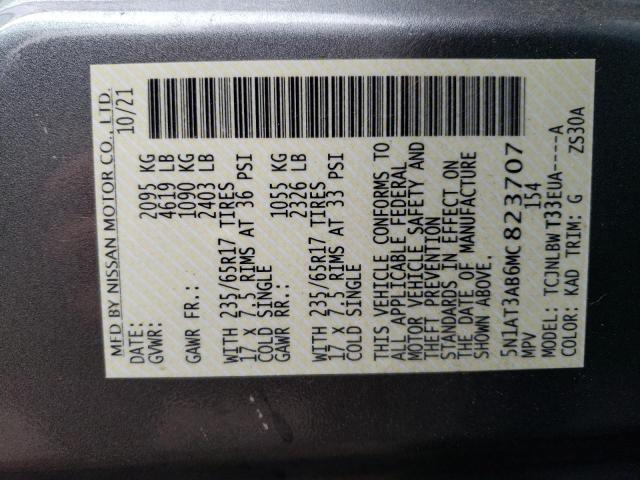 MFD BY NISSAN MOTOR CO., LTD.
DATE: 10/21
GVWR: 2095 KG
4619 LB
GAWR FR.: 1090 KG
2403 LB
WITH 235/65R17 TIRES
17 X 7.5 RIMS AT 36 PSI
COLD SINGLE
GAWR RR.: 1055 KG
2326 LB
WITH 235/65R17 TIRES
17 X 7.5 RIMS AT 33 PSI
COLD SINGLE
THIS VEHICLE CONFORMS TO
ALL APPLICABLE FEDERAL
MOTOR VEHICLE SAFETY AND
THEFT PREVENTION
STANDARDS IN EFFECT ON
THE DATE OF MANUFACTURE
SHOWN ABOVE.
5N1AT3AB6MC823707
MPV 1S4
MODEL: TCJNLBW T33EUA----A
COLOR: KAD TRIM: G ZS30A